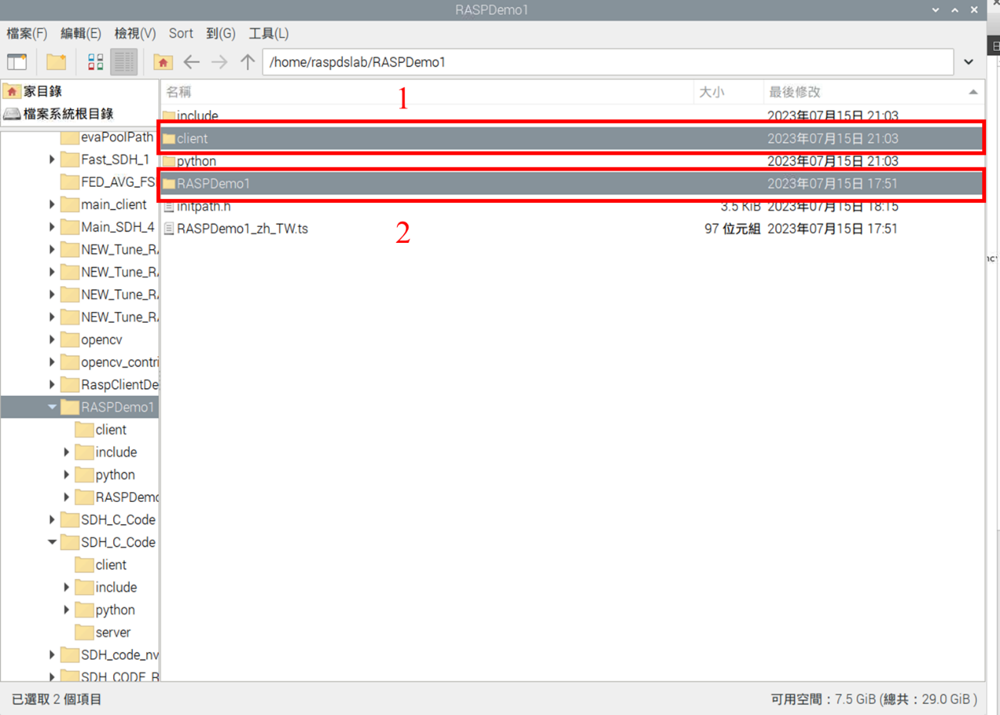 RASPDemo1
檔案(F) 編輯(E) 檢視(V) Sort 到(G) 工具(L)
/home/raspdslab/RASPDemo1
家目錄
檔案系統根目錄
evaPoolPath
Fast_SDH_1
FED_AVG_FS
main_client
Main_SDH_4
NEW_Tune_R
NEW_Tune_R
NEW_Tune_R
NEW_Tune_R
opencv
opencv_contri
RaspClientDe
RASPDemo1
client
include
python
RASPDemo
SDH_C_Code
SDH_C_Code
client
include
python
server
SDH_code_nv
SDH_CODE_R
名稱 大小 最後修改
1
include 2023年07月15日 21:03
client 2023年07月15日 21:03
python 2023年07月15日 21:03
RASPDemo1 2023年07月15日 17:51
initpath.h 3.5 KiB 2023年07月15日 18:15
RASPDemo1_zh_TW.ts 97 位元組 2023年07月15日 17:51
2
已選取 2 個項目 可用空間：7.5 GiB (總共：29.0 GiB )